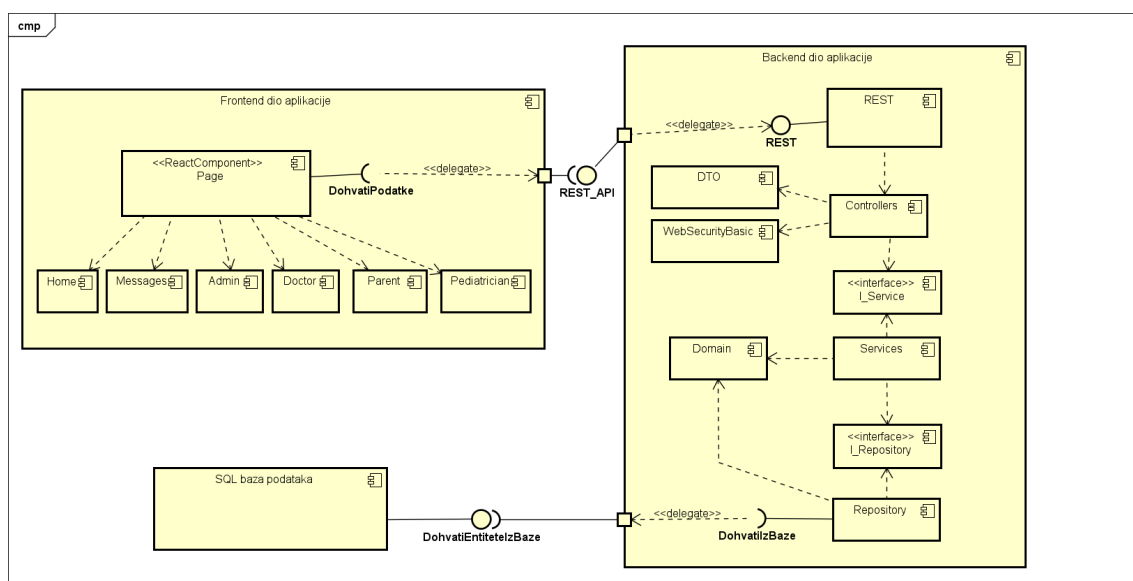 cmp
Frontend dio aplikacije
<<ReactComponent>>
Page
DohvatiPodatke
<<delegate>>
REST_API
Home
Messages
Admin
Doctor
Parent
Pediatrician
Backend dio aplikacije
<<delegate>>
REST
REST
DTO
WebSecurityBasic
Controllers
<<interface>>
I_Service
Domain
Services
<<interface>>
I_Repository
Repository
<<delegate>>
DohvatiIzBaze
SQL baza podataka
DohvatiEntiteteIzBaze